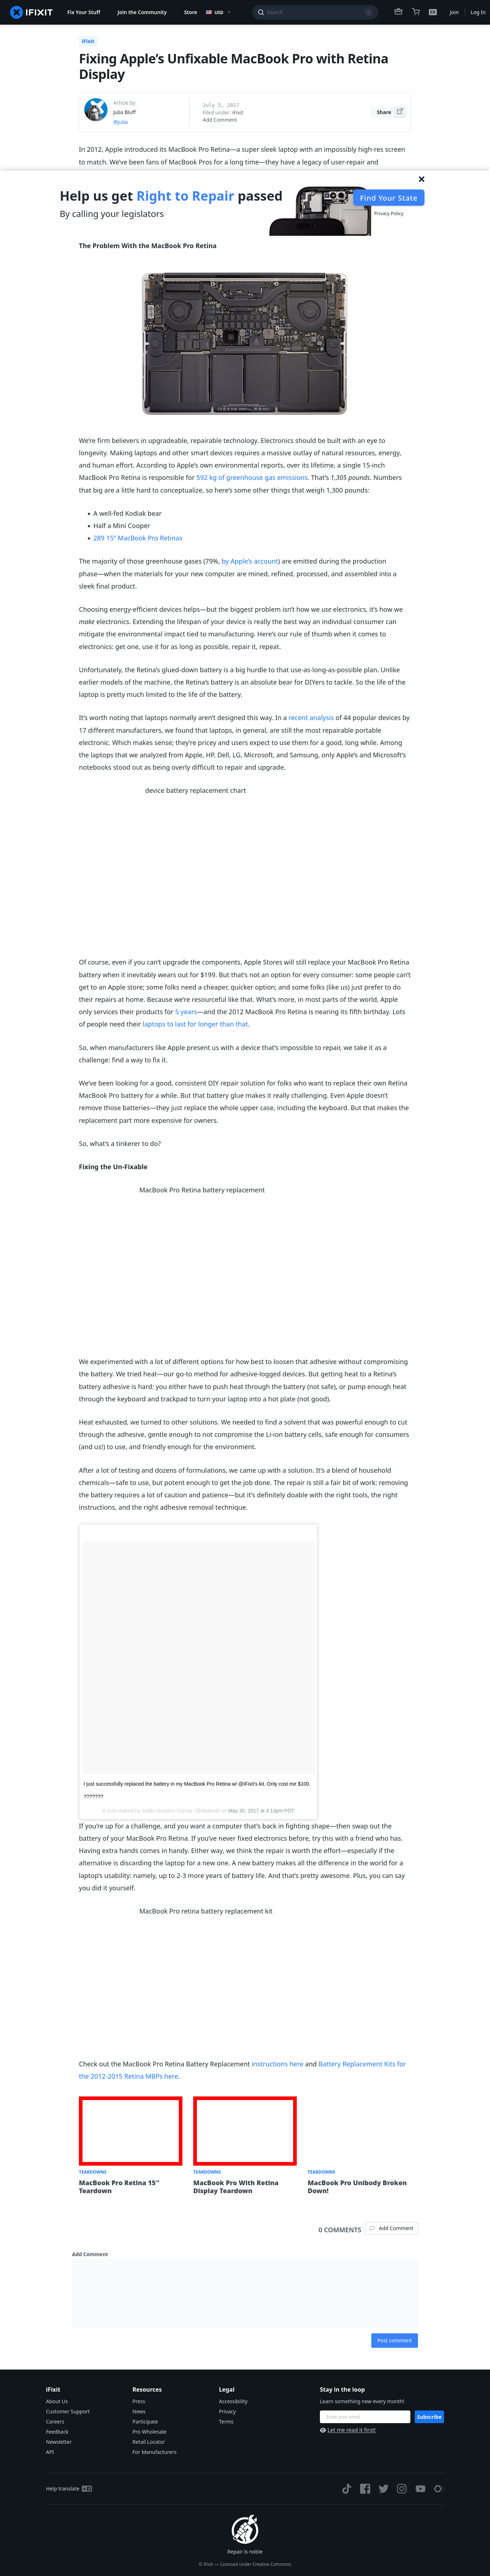 IFIXIT
Fix Your Stuff
Join the Community
Store
USD
Search
/
Join
Log In
iFixit
Fixing Apple's Unfixable MacBook Pro with Retina
Display
Article by:
Julia Bluff
@julia
July 5, 2017
Filed under: iFixit
Add Comment
Share
In 2012, Apple introduced its MacBook Pro Retina—a super sleek laptop with an impossibly high-res screen
to match. We've been fans of MacBook Pros for a long time—they have a legacy of user-repair and
Help us get Right to Repair passed
By calling your legislators
Find Your State
Privacy Policy
The Problem With the MacBook Pro Retina
We're firm believers in upgradeable, repairable technology. Electronics should be built with an eye to
longevity. Making laptops and other smart devices requires a massive outlay of natural resources, energy,
and human effort. According to Apple's own environmental reports, over its lifetime, a single 15-inch
MacBook Pro Retina is responsible for 592 kg of greenhouse gas emissions. That's 1,305 pounds. Numbers
that big are a little hard to conceptualize, so here's some other things that weigh 1,300 pounds:
• A well-fed Kodiak bear
• Half a Mini Cooper
• 289 15" MacBook Pro Retinas
The majority of those greenhouse gases (79%, by Apple's account) are emitted during the production
phase—when the materials for your new computer are mined, refined, processed, and assembled into a
sleek final product.
Choosing energy-efficient devices helps—but the biggest problem isn't how we use electronics, it's how we
make electronics. Extending the lifespan of your device is really the best way an individual consumer can
mitigate the environmental impact tied to manufacturing. Here's our rule of thumb when it comes to
electronics: get one, use it for as long as possible, repair it, repeat.
Unfortunately, the Retina's glued-down battery is a big hurdle to that use-as-long-as-possible plan. Unlike
earlier models of the machine, the Retina's battery is an absolute bear for DIYers to tackle. So the life of the
laptop is pretty much limited to the life of the battery.
It's worth noting that laptops normally aren't designed this way. In a recent analysis of 44 popular devices by
17 different manufacturers, we found that laptops, in general, are still the most repairable portable
electronic. Which makes sense; they're pricey and users expect to use them for a good, long while. Among
the laptops that we analyzed from Apple, HP, Dell, LG, Microsoft, and Samsung, only Apple's and Microsoft's
notebooks stood out as being overly difficult to repair and upgrade.
device battery replacement chart
Of course, even if you can't upgrade the components, Apple Stores will still replace your MacBook Pro Retina
battery when it inevitably wears out for $199. But that's not an option for every consumer: some people can't
get to an Apple store; some folks need a cheaper, quicker option; and some folks (like us) just prefer to do
their repairs at home. Because we're resourceful like that. What's more, in most parts of the world, Apple
only services their products for 5 years—and the 2012 MacBook Pro Retina is nearing its fifth birthday. Lots
of people need their laptops to last for longer than that.
So, when manufacturers like Apple present us with a device that's impossible to repair, we take it as a
challenge: find a way to fix it.
We've been looking for a good, consistent DIY repair solution for folks who want to replace their own Retina
MacBook Pro battery for a while. But that battery glue makes it really challenging. Even Apple doesn't
remove those batteries—they just replace the whole upper case, including the keyboard. But that makes the
replacement part more expensive for owners.
So, what's a tinkerer to do?
Fixing the Un-Fixable
MacBook Pro Retina battery replacement
We experimented with a lot of different options for how best to loosen that adhesive without compromising
the battery. We tried heat—our go-to method for adhesive-logged devices. But getting heat to a Retina's
battery adhesive is hard: you either have to push heat through the battery (not safe), or pump enough heat
through the keyboard and trackpad to turn your laptop into a hot plate (not good).
Heat exhausted, we turned to other solutions. We needed to find a solvent that was powerful enough to cut
through the adhesive, gentle enough to not compromise the Li-ion battery cells, safe enough for consumers
(and us!) to use, and friendly enough for the environment.
After a lot of testing and dozens of formulations, we came up with a solution. It's a blend of household
chemicals—safe to use, but potent enough to get the job done. The repair is still a fair bit of work: removing
the battery requires a lot of caution and patience—but it's definitely doable with the right tools, the right
instructions, and the right adhesive removal technique.
I just successfully replaced the battery in my MacBook Pro Retina w/ @iFixit's kit. Only cost me $100.
???????
May 30, 2017 at 4:13pm PDT
If you're up for a challenge, and you want a computer that's back in fighting shape—then swap out the
battery of your MacBook Pro Retina. If you've never fixed electronics before, try this with a friend who has.
Having extra hands comes in handy. Either way, we think the repair is worth the effort—especially if the
alternative is discarding the laptop for a new one. A new battery makes all the difference in the world for a
laptop's usability: namely, up to 2-3 more years of battery life. And that's pretty awesome. Plus, you can say
you did it yourself.
MacBook Pro retina battery replacement kit
Check out the MacBook Pro Retina Battery Replacement instructions here and Battery Replacement Kits for
the 2012-2015 Retina MBPs here.
TEARDOWNS
MacBook Pro Retina 15"
Teardown
TEARDOWNS
MacBook Pro With Retina
Display Teardown
TEARDOWNS
MacBook Pro Unibody Broken
Down!
0 COMMENTS
Add Comment
Add Comment
Post comment
iFixit
About Us
Customer Support
Careers
Feedback
Newsletter
API
Resources
Press
News
Participate
Pro Wholesale
Retail Locator
For Manufacturers
Legal
Accessibility
Privacy
Terms
Stay in the loop
Learn something new every month!
Enter your email
Subscribe
Let me read it first!
Help translate
Repair is noble
© iFixit — Licensed under Creative Commons